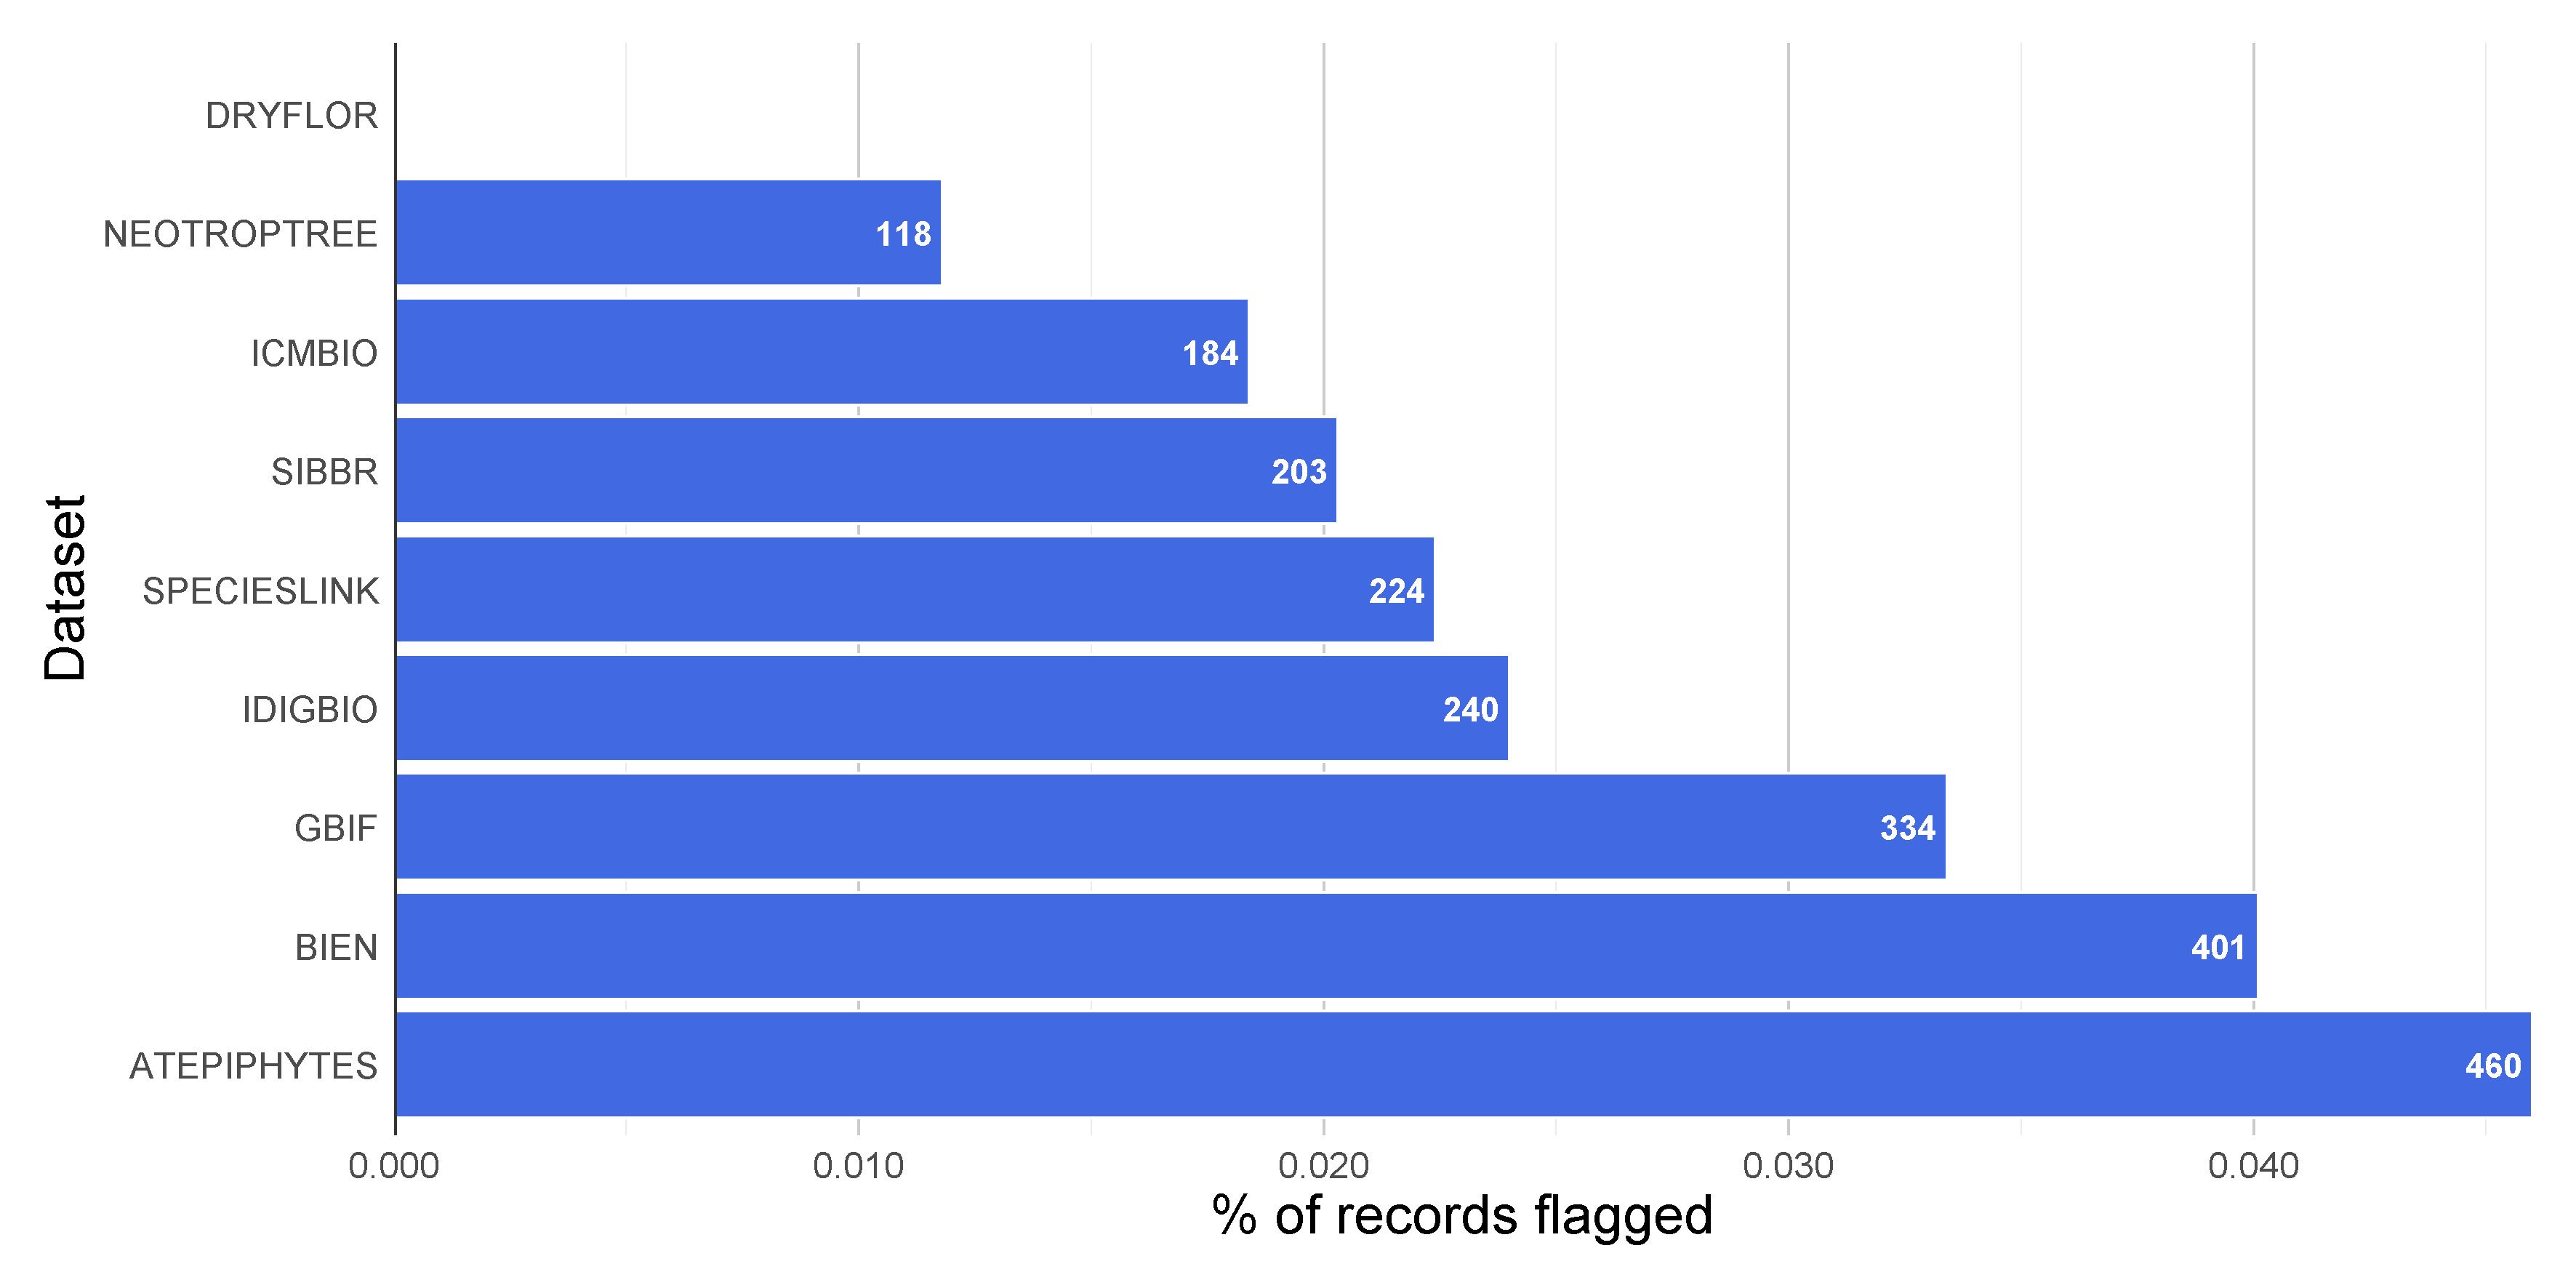 DRYFLOR
NEOTROPTREE
118
ICMBIO
184
SIBBR
203
SPECIESLINK
224
IDIGBIO
240
GBIF
334
BIEN
401
ATEPIPHYTES
460
Dataset
0.000 0.010 0.020 0.030 0.040
% of records flagged